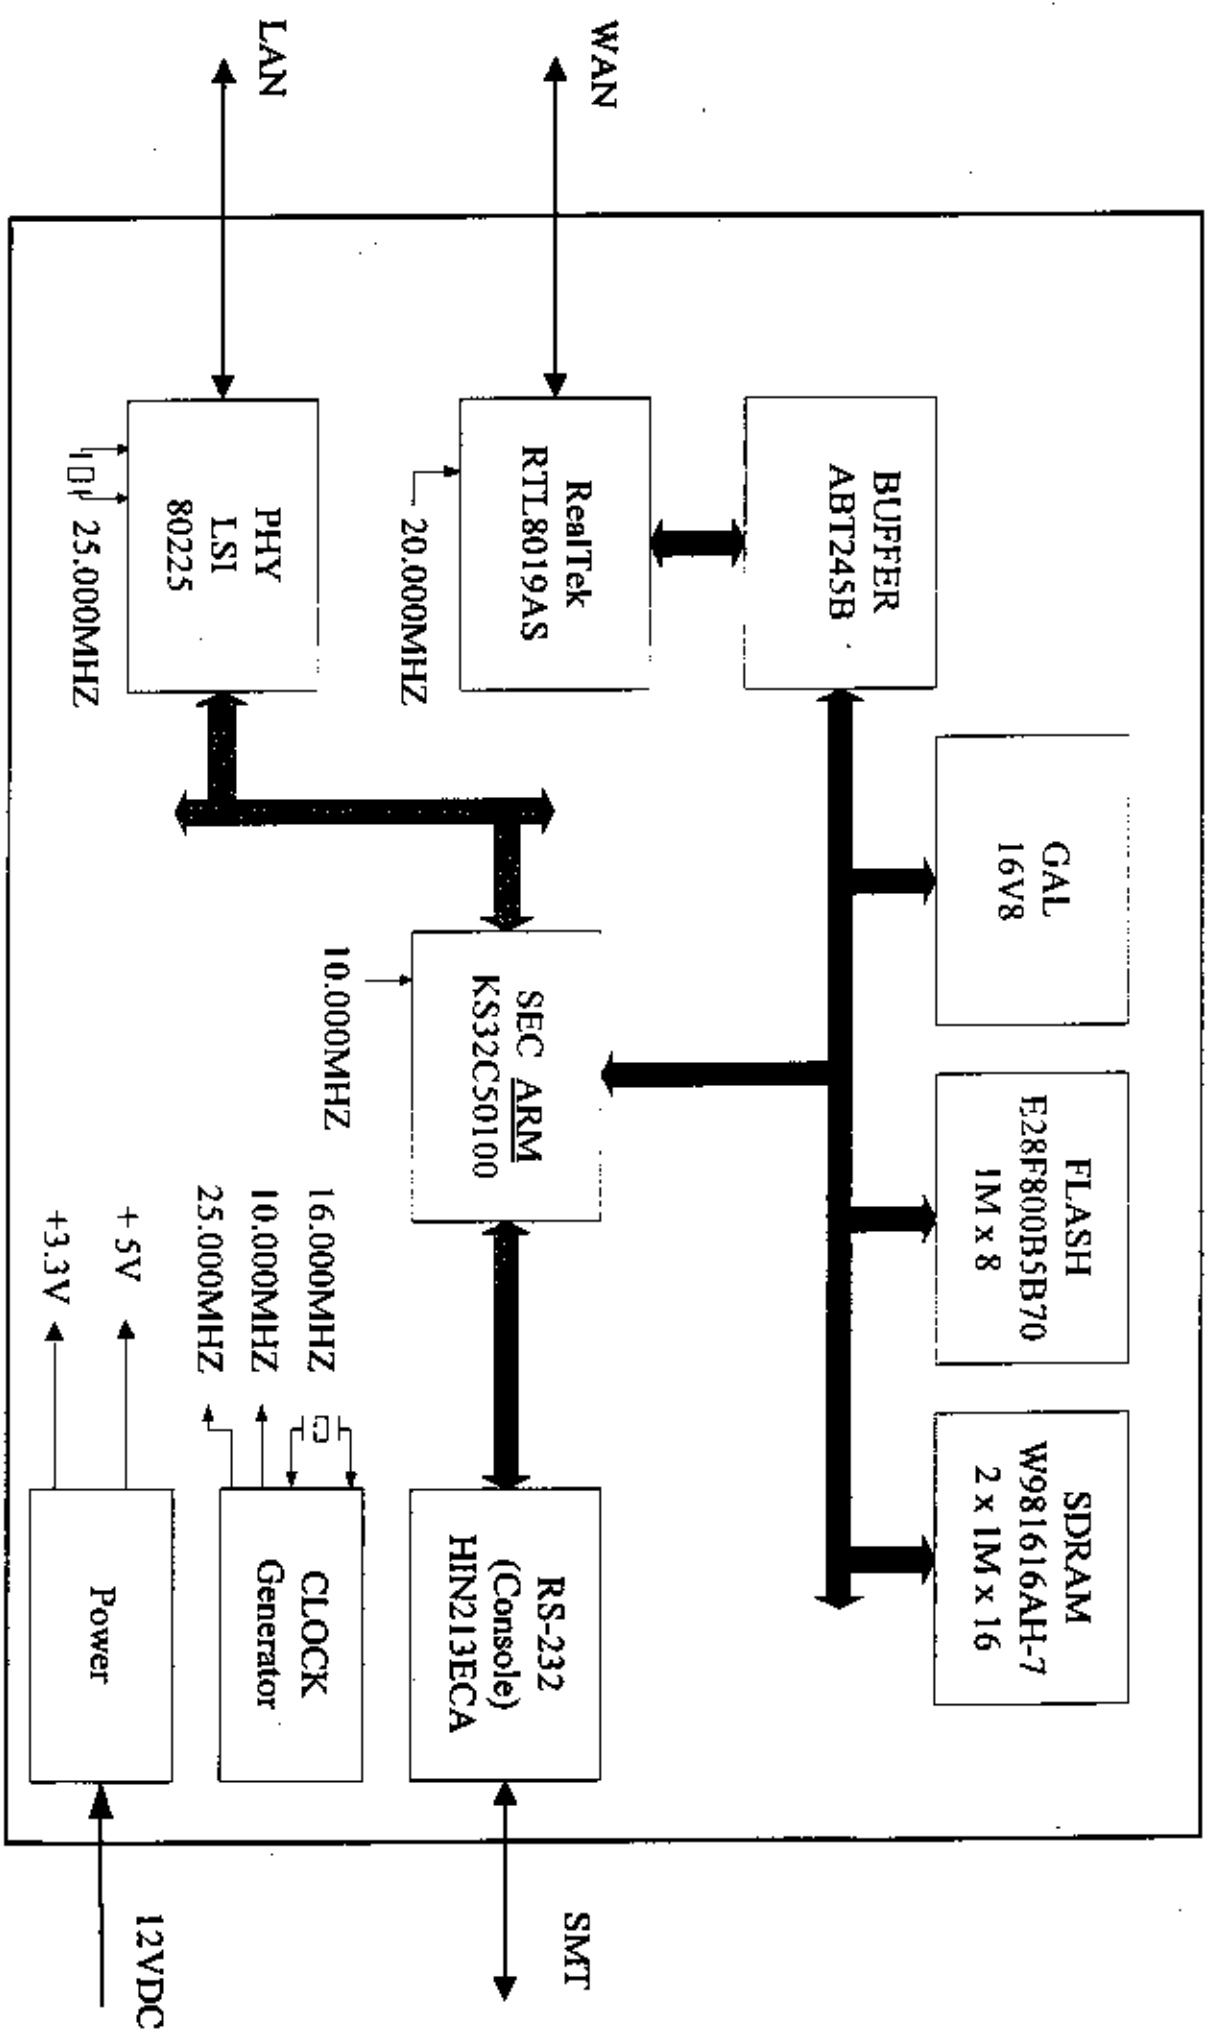 BUFFER
ABT245B
GAL
16V8
FLASH
E28F800B5B70
1M x 8
SDRAM
W981616AH-7
2 x 1M x 16
WAN
RealTek
RTL8019AS
20.000MHZ
SEC ARM
KS32C50100
10.000MHZ
RS-232
(Console)
HIN213ECA
SMT
LAN
PHY
LSI
80225
25.000MHZ
16.000MHZ
10.000MHZ
25.000MHZ
CLOCK
Generator
+5V
+3.3V
Power
12VDC